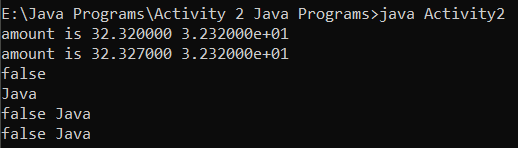 E:\Java Programs\Activity 2 Java Programs>java Activity2
amount is 32.320000 3.232000e+01
amount is 32.327000 3.232000e+01
false
Java
false Java
false Java